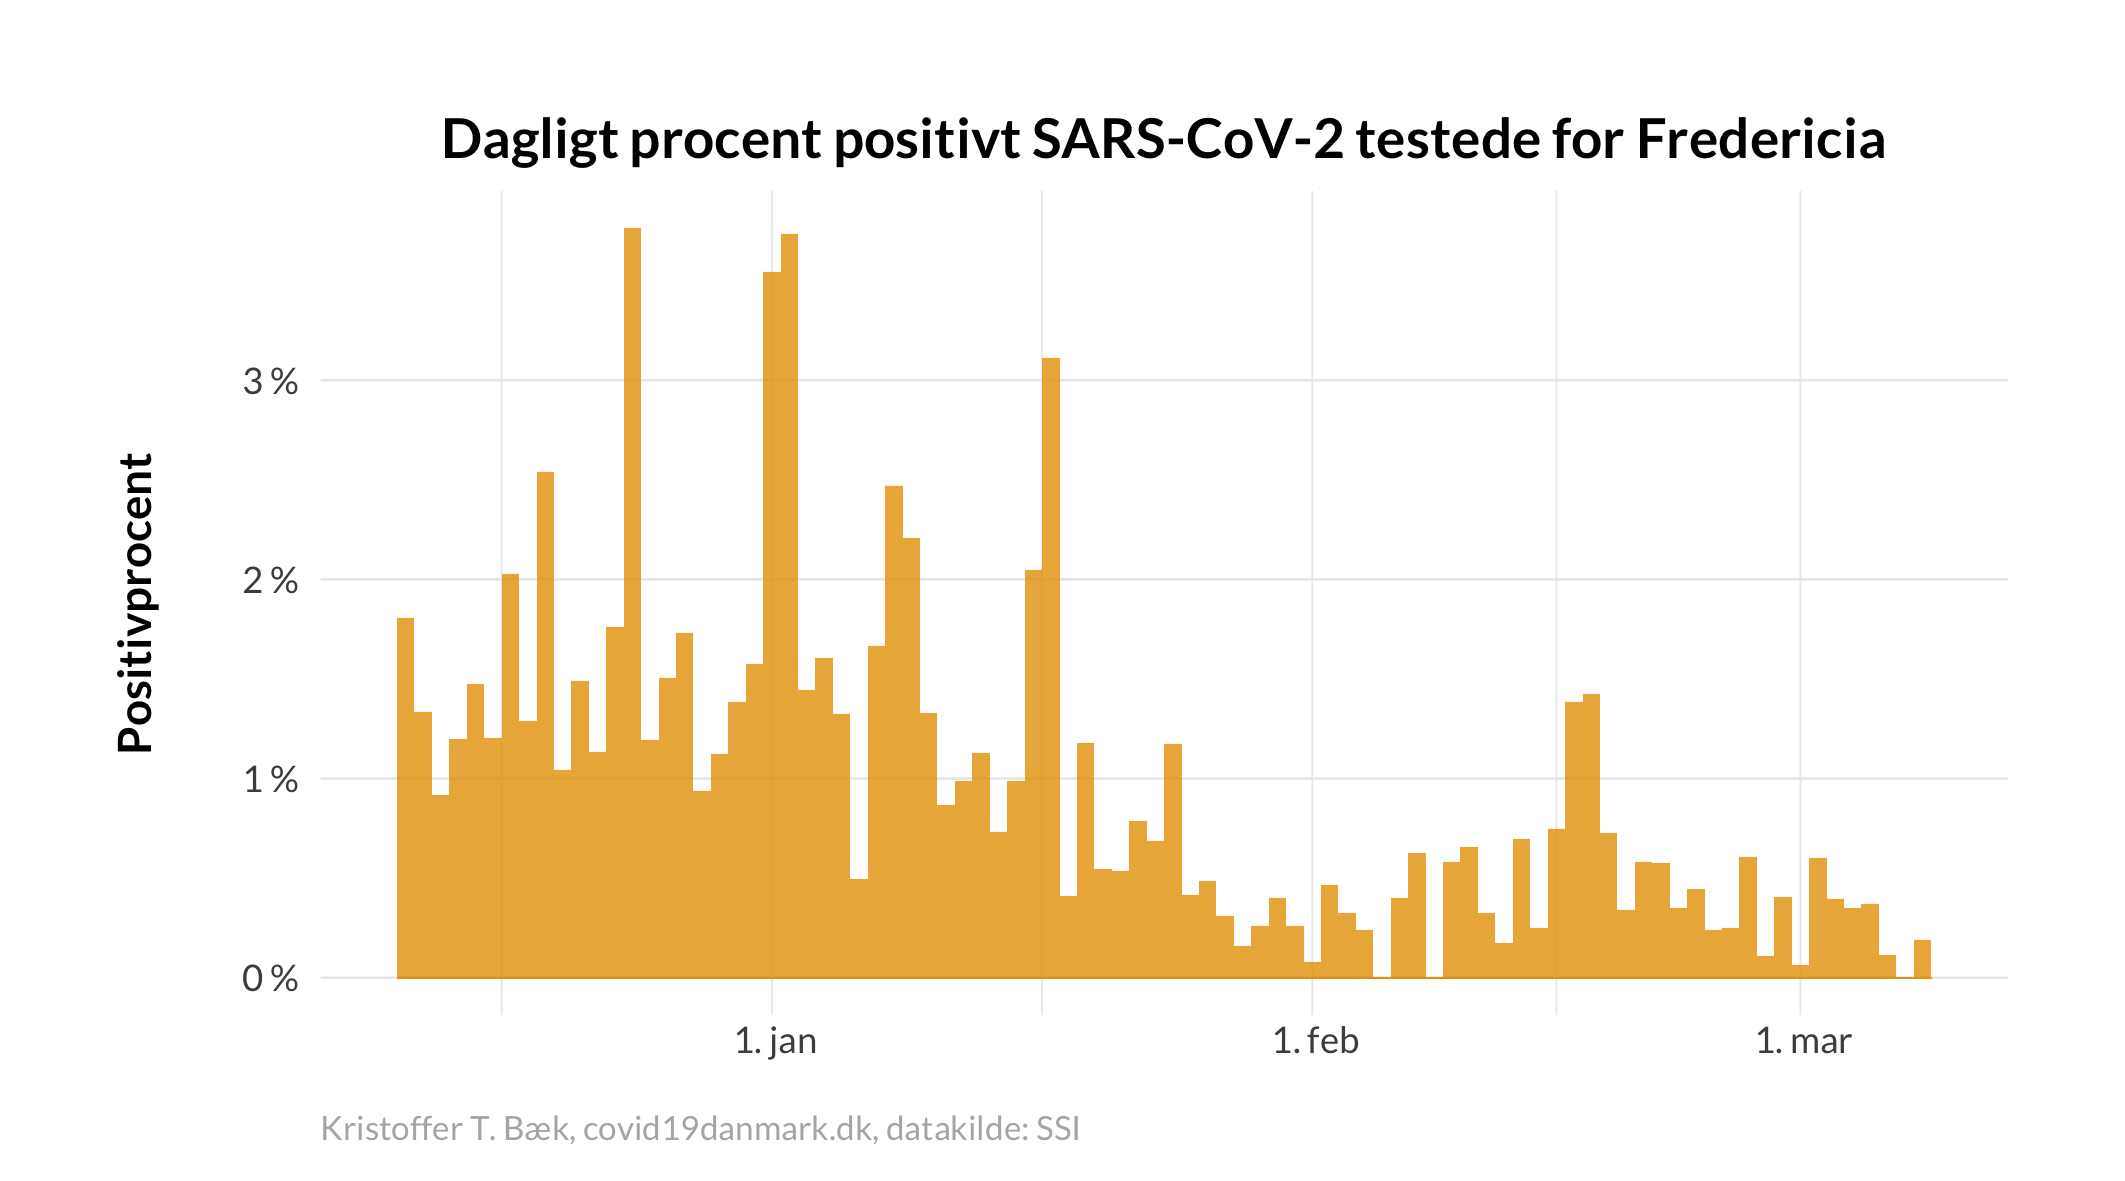 Dagligt procent positivt SARS-CoV-2 testede for Fredericia
Positivprocent
3 %
2 %
1 %
0 %
1. jan
1. feb
1. mar
Kristoffer T. Bæk, covid19danmark.dk, datakilde: SSI